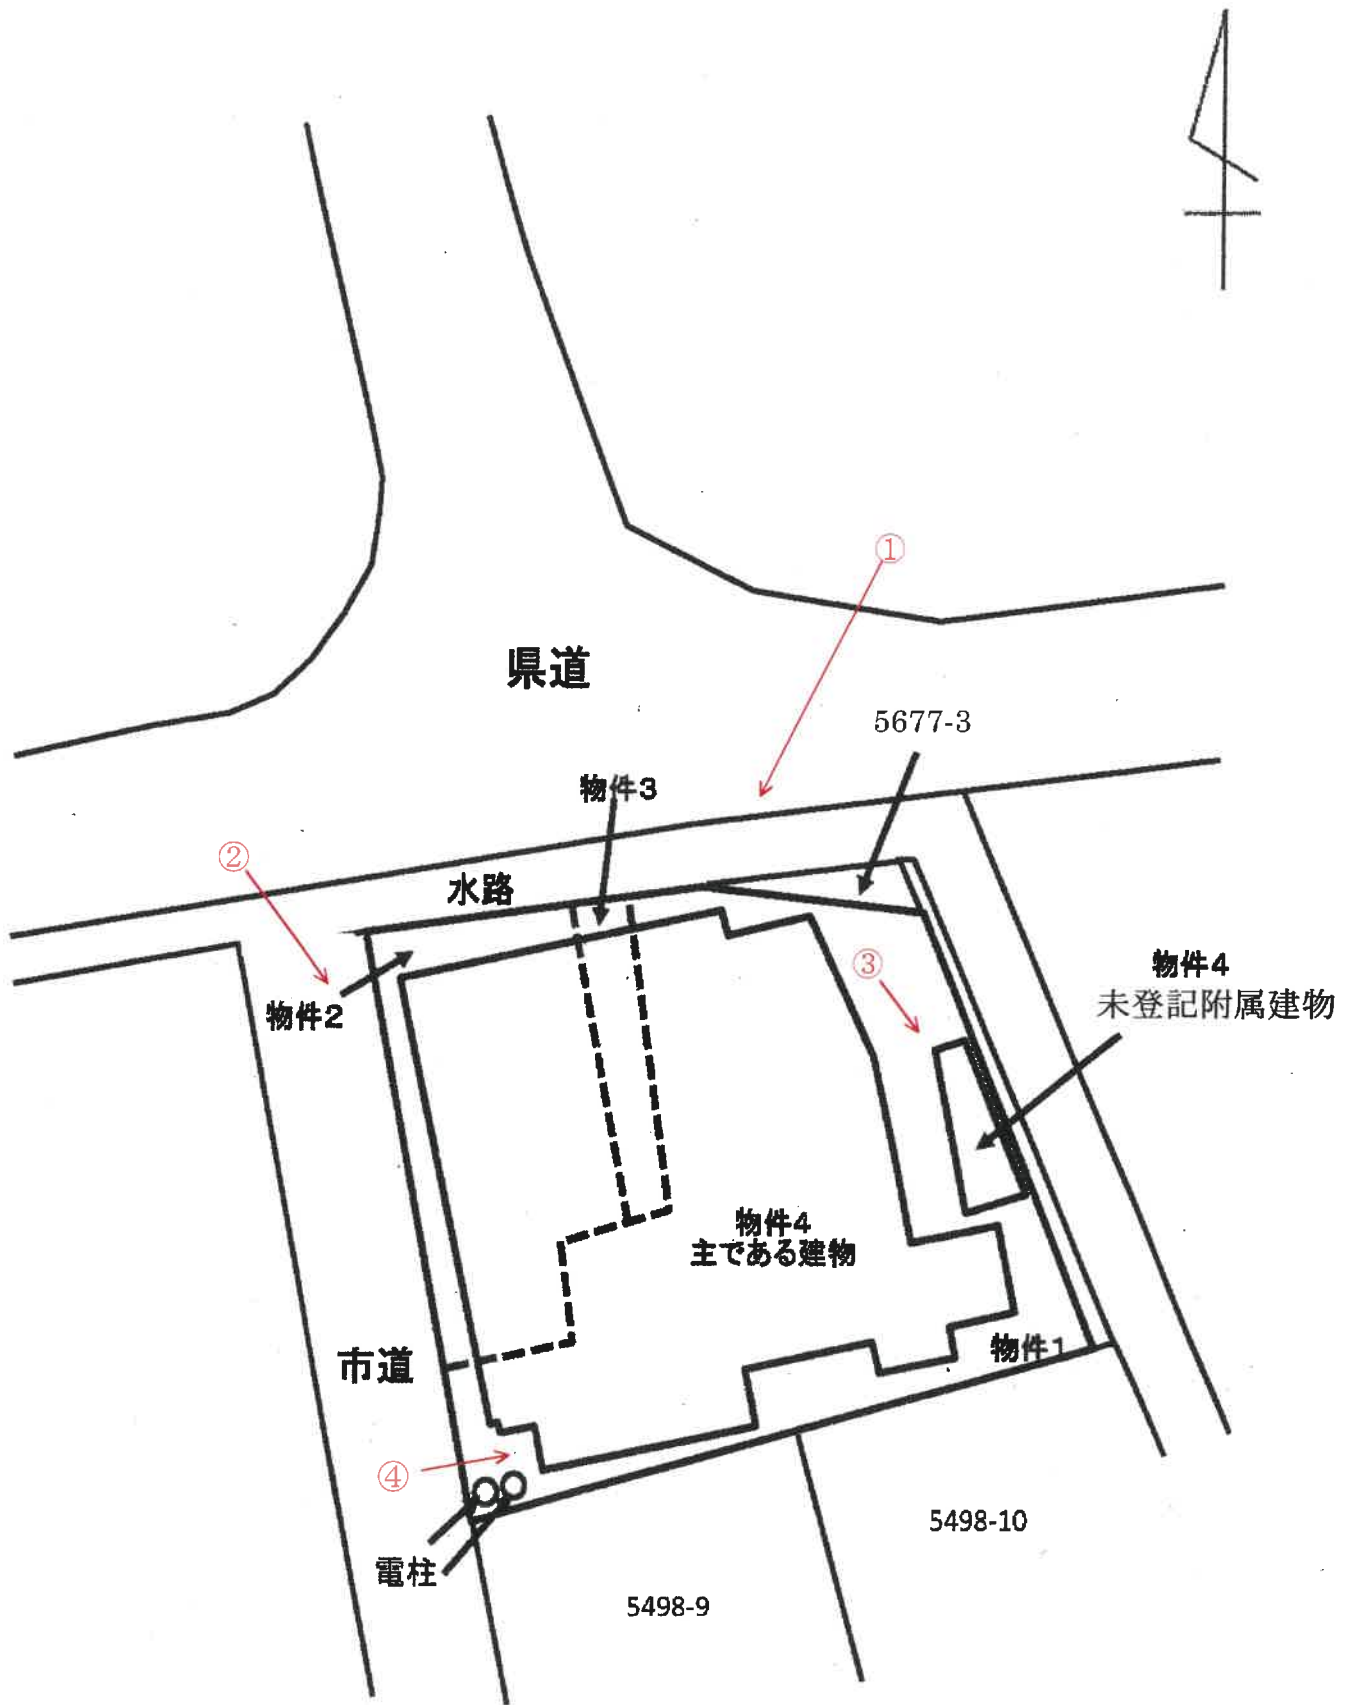 ①
県道
5677-3
物件3
②
水路
③
物件4
未登記附属建物
物件2
物件4
主である建物
物件1
市道
④
電柱
5498-10
5498-9